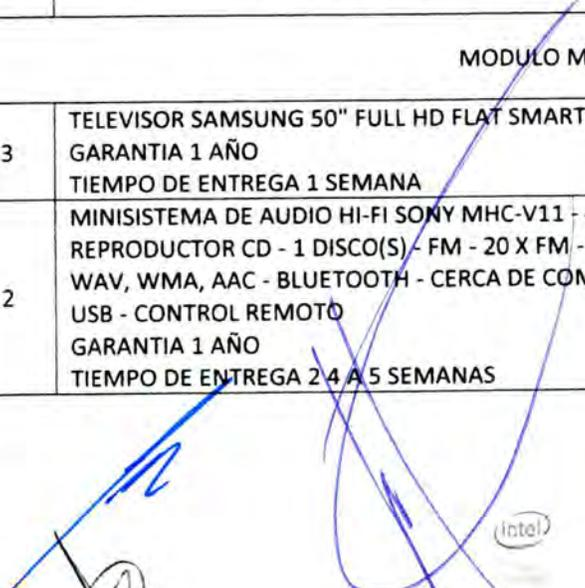 MODULO M
3
TELEVISOR SAMSUNG 50" FULL HD FLAT SMART
GARANTIA 1 AÑO
TIEMPO DE ENTREGA 1 SEMANA
2
MINISISTEMA DE AUDIO HI-FI SONY MHC-V11 -
REPRODUCTOR CD - 1 DISCO(S) - FM - 20 X FM -
WAV, WMA, AAC - BLUETOOTH - CERCA DE COM
USB - CONTROL REMOTO
GARANTIA 1 AÑO
TIEMPO DE ENTREGA 2 4 A 5 SEMANAS
(intel)